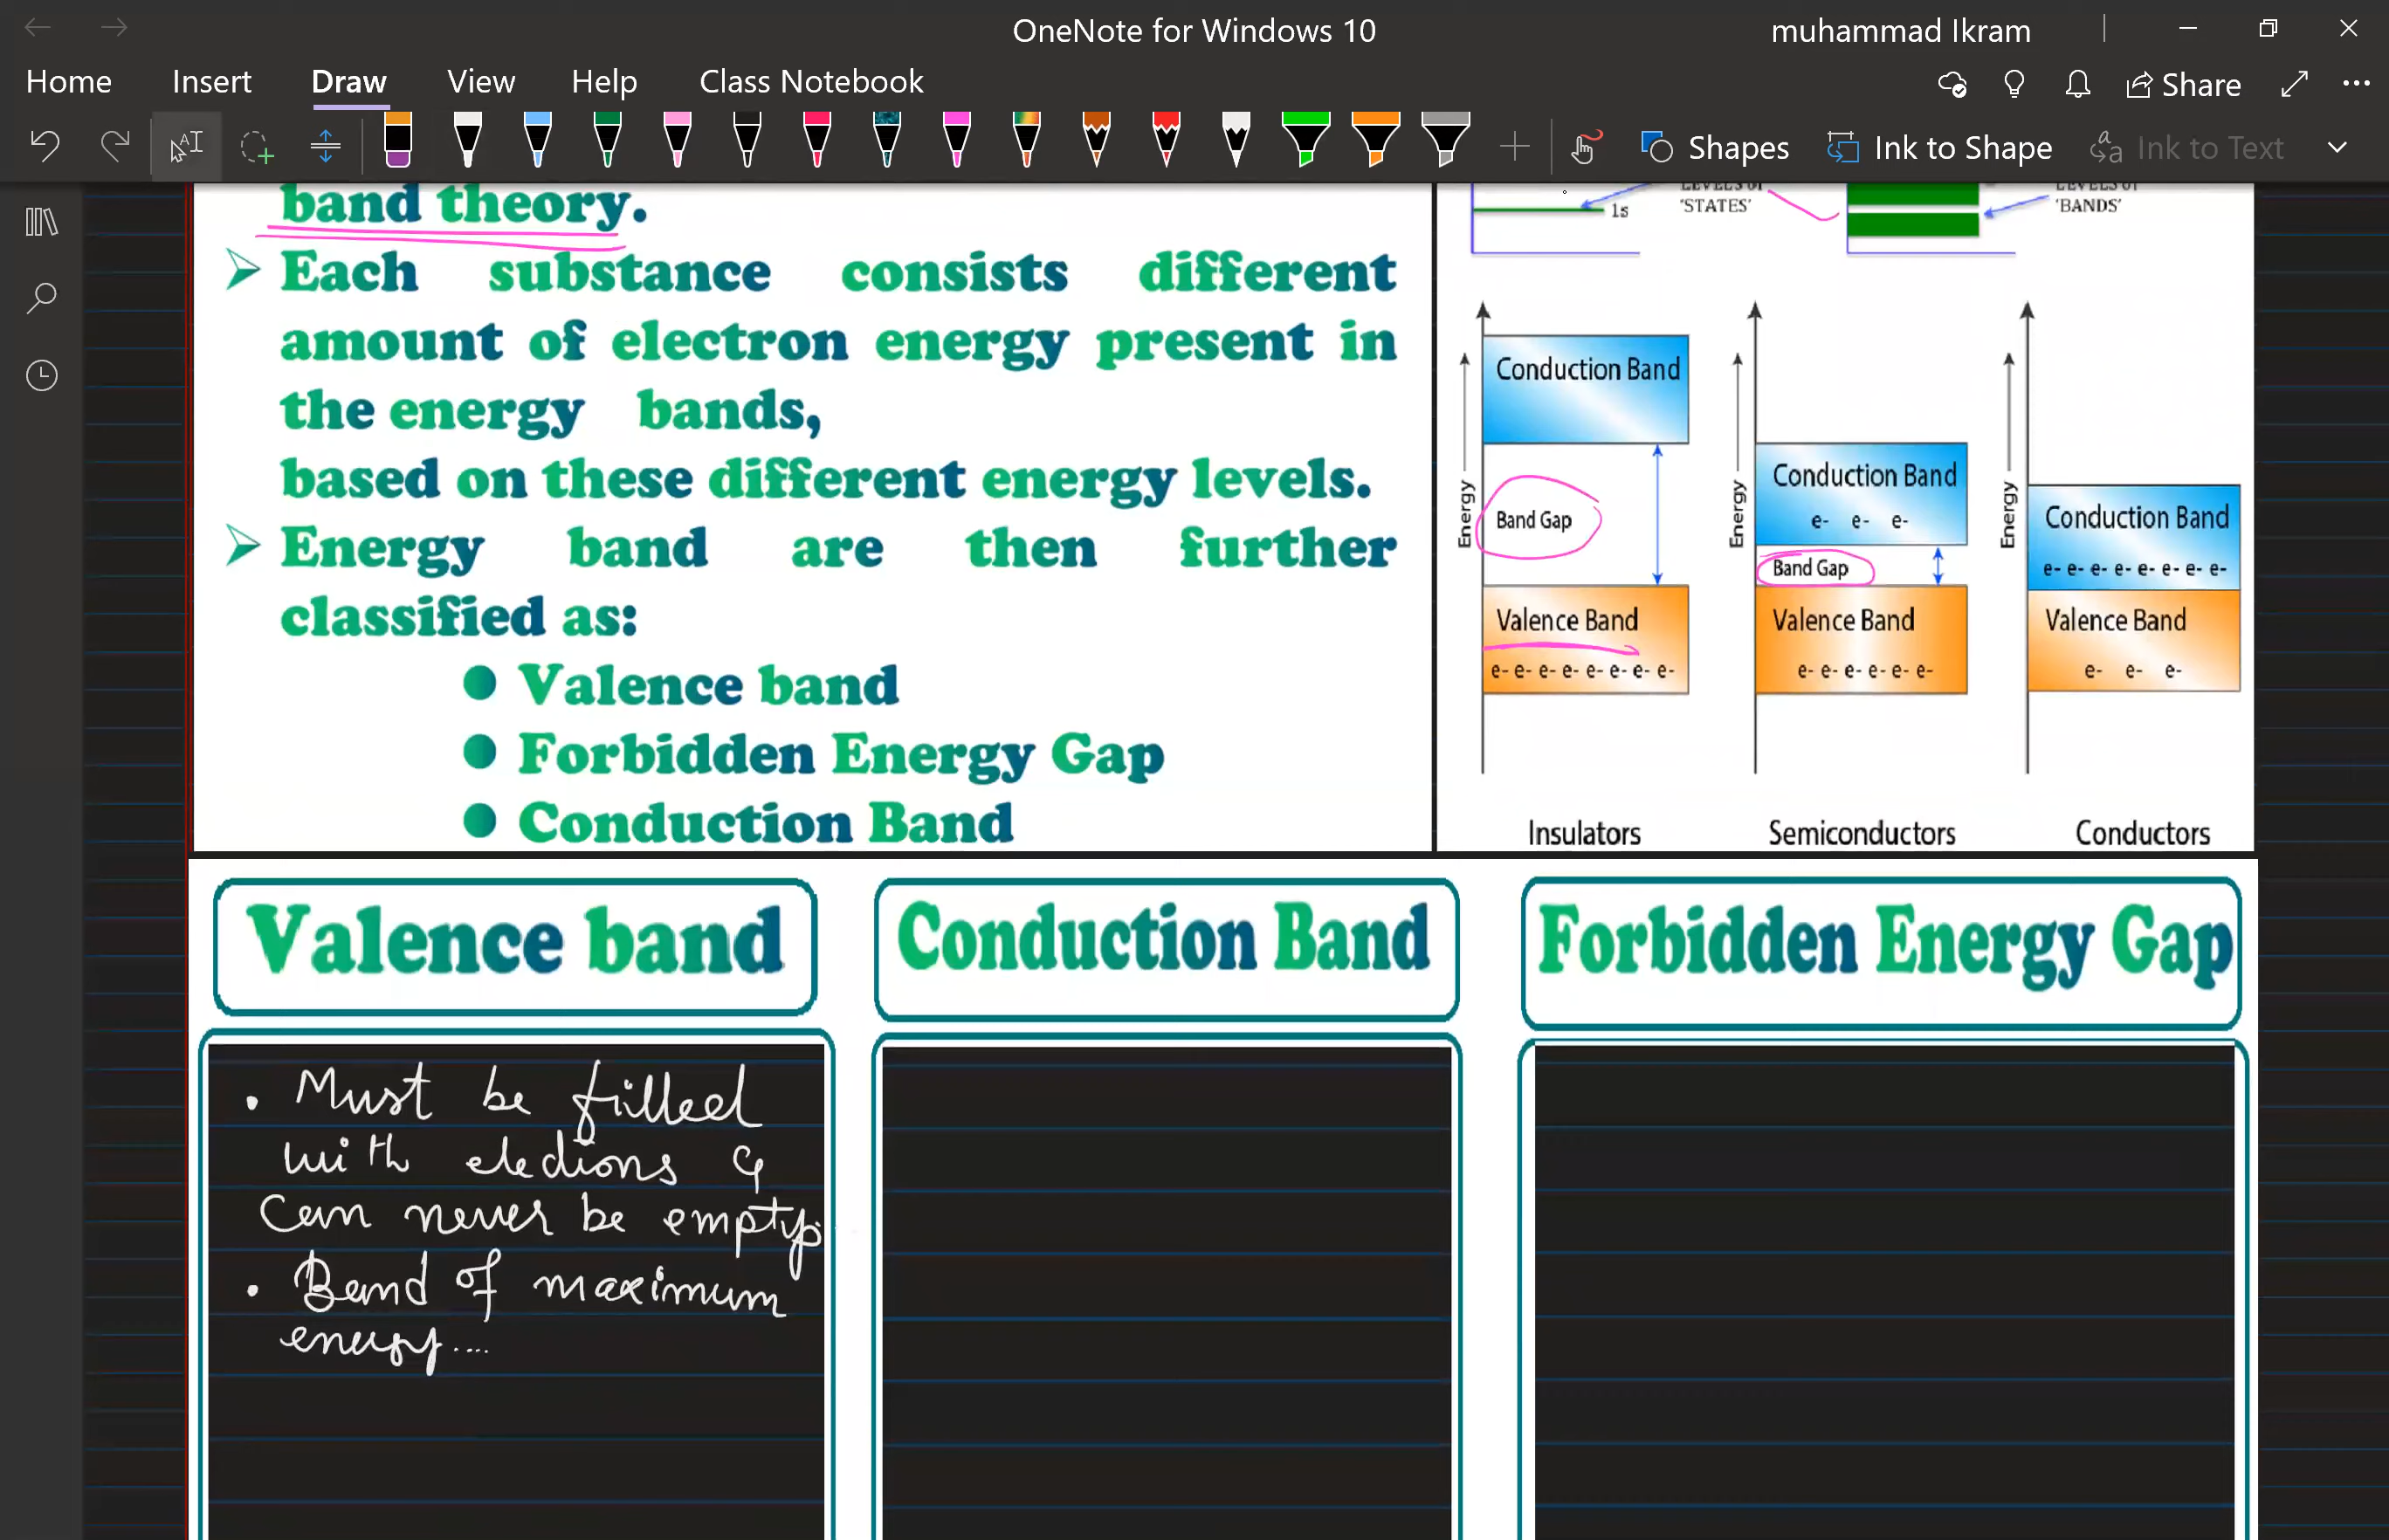 OneNote for Windows 10
muhammad Ikram
Home Insert Draw View Help Class Notebook
Share
Shapes Ink to Shape Ink to Text
band theory.
Each substance consists different
amount of electron energy present in
the energy bands,
based on these different energy levels.
Energy band are then further
classified as:
Valence band
Forbidden Energy Gap
Conduction Band
1s
LEVELS of
'STATES'
LEVELS of
'BANDS'
Energy
Conduction Band
Band Gap
Valence Band
e- e- e- e- e- e- e- e-
Insulators
Energy
Conduction Band
e- e- e-
Band Gap
Valence Band
e- e- e- e- e- e-
Semiconductors
Energy
Conduction Band
e- e- e- e- e- e- e- e-
Valence Band
e- e- e-
Conductors
Valence band
Conduction Band
Forbidden Energy Gap
• Must be filled
with electrons &
Can never be empty.
• Band of maximum
energy....